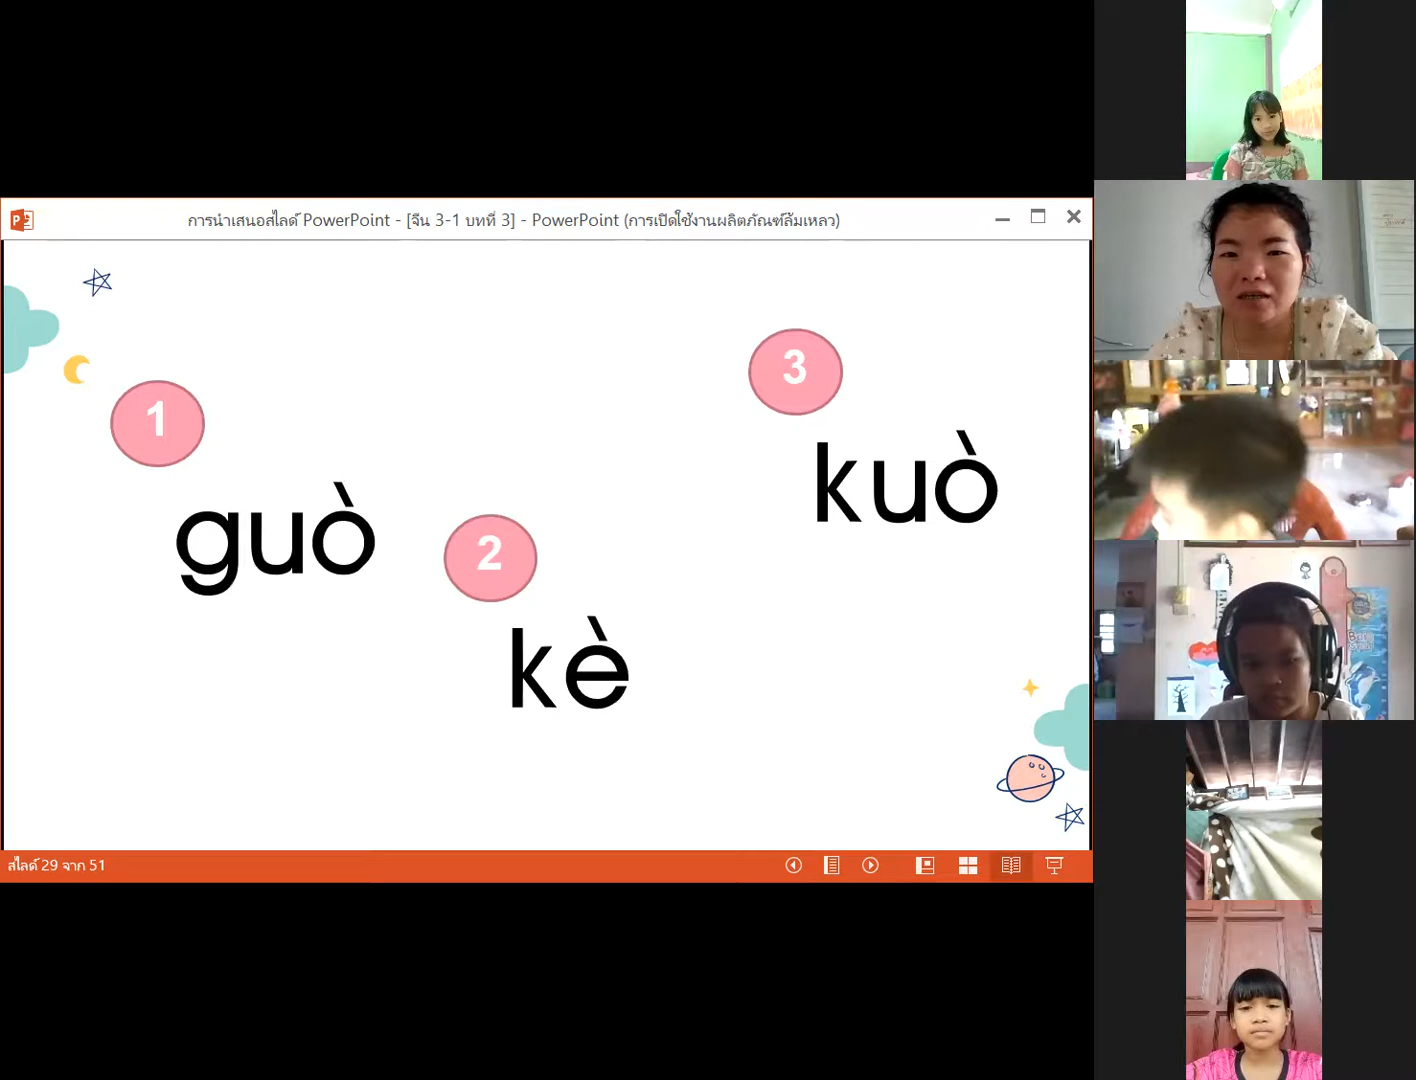 การนำเสนอสไลด์ PowerPoint - [จีน 3-1 บทที่ 3] - PowerPoint (การเปิดใช้งานผลิตภัณฑ์ล้มเหลว)
3
1
kuò
guò
2
kè
สไลด์ 29 จาก 51